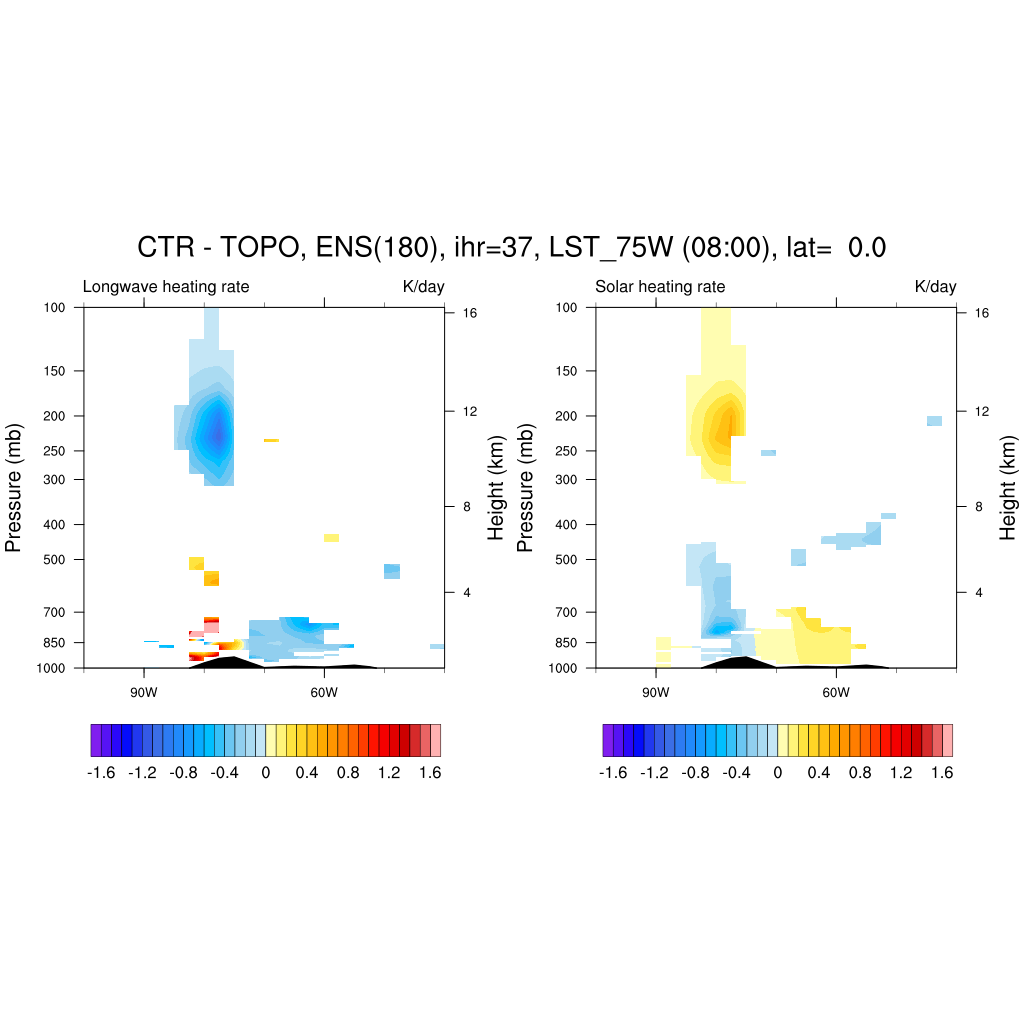 CTR - TOPO, ENS(180), ihr=37, LST_75W (08:00), lat=  0.0
Longwave heating rate K/day
100
150
200
250
300
400
500
700
850
1000
Pressure (mb)
16
12
8
4
Height (km)
90W 60W
-1.6 -1.2 -0.8 -0.4 0 0.4 0.8 1.2 1.6
Solar heating rate K/day
100
150
200
250
300
400
500
700
850
1000
Pressure (mb)
16
12
8
4
Height (km)
90W 60W
-1.6 -1.2 -0.8 -0.4 0 0.4 0.8 1.2 1.6